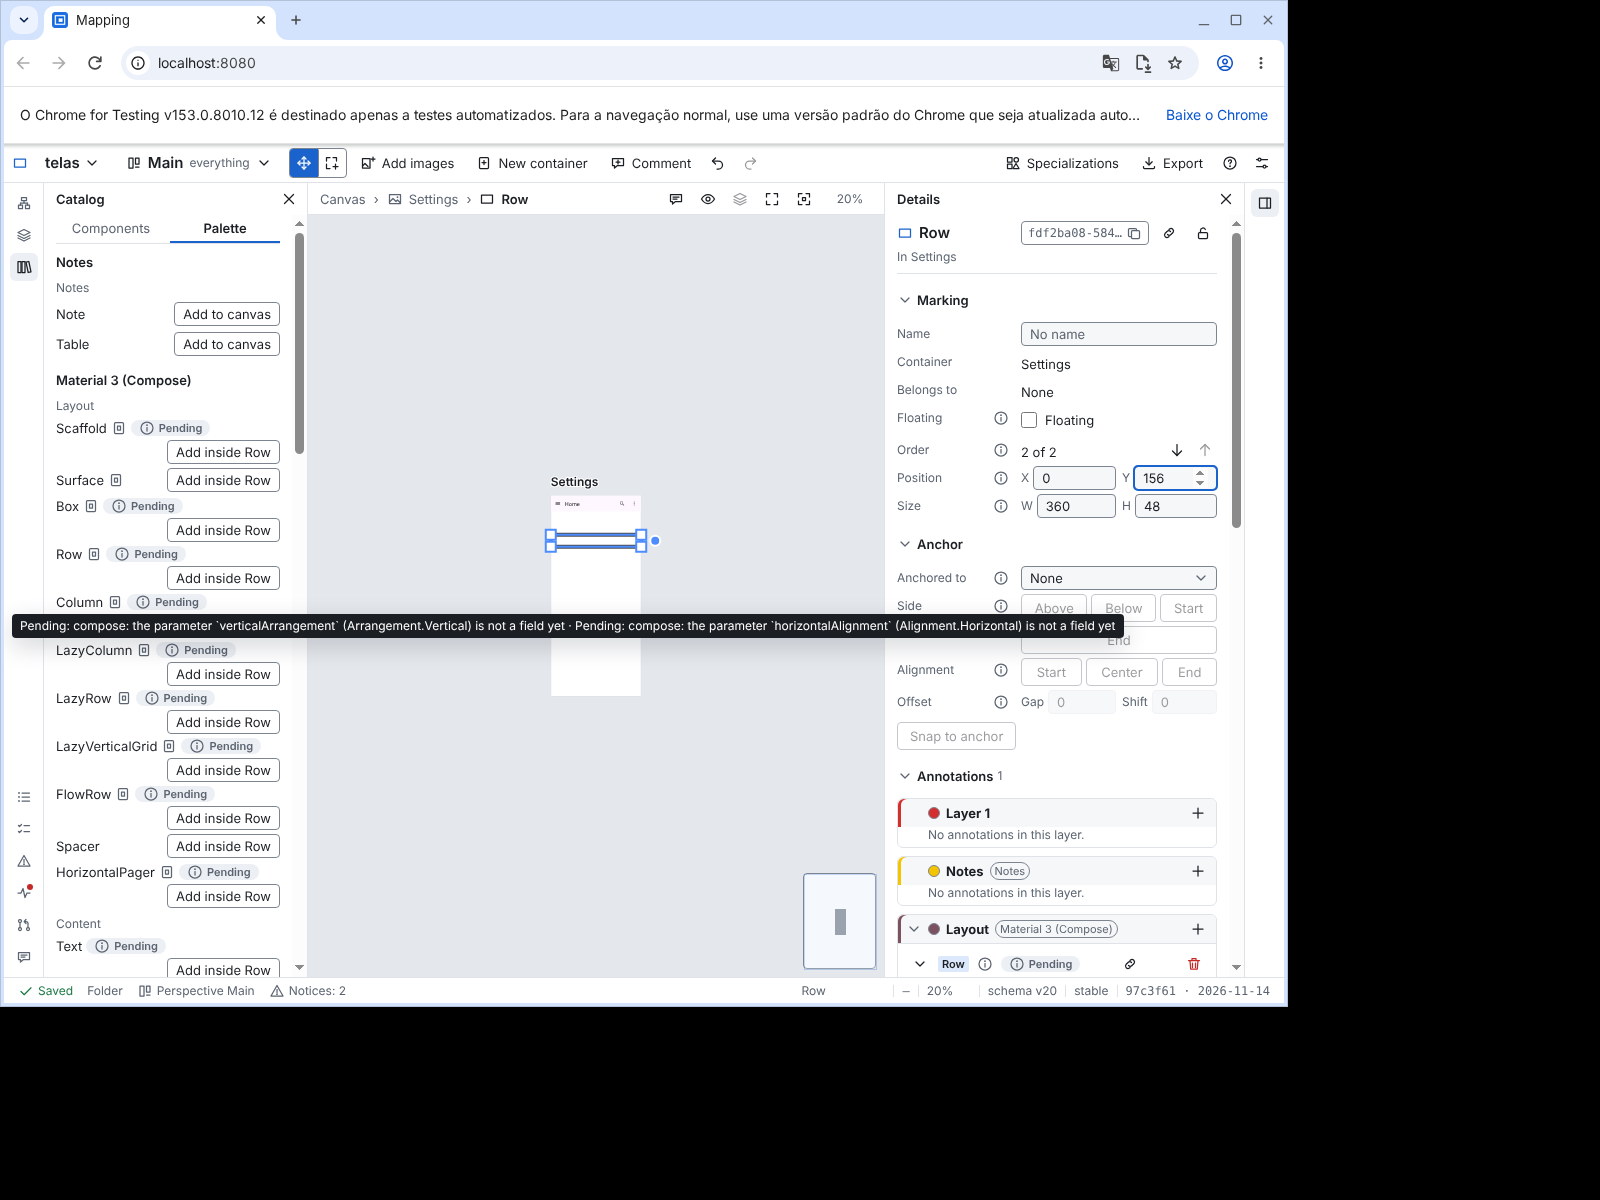 Mapping
localhost:8080
O Chrome for Testing v153.0.8010.12 é destinado apenas a testes automatizados. Para a navegação normal, use uma versão padrão do Chrome que seja atualizada auto...
Baixe o Chrome
telas
Main everything
Add images
New container
Comment
Specializations
Export
Catalog
Components
Palette
Notes
Notes
Note
Add to canvas
Table
Add to canvas
Material 3 (Compose)
Layout
Scaffold Pending
Add inside Row
Surface
Add inside Row
Box Pending
Add inside Row
Row Pending
Add inside Row
Column Pending
Pending: compose: the parameter `verticalArrangement` (Arrangement.Vertical) is not a field yet · Pending: compose: the parameter `horizontalAlignment` (Alignment.Horizontal) is not a field yet
LazyColumn Pending
Add inside Row
LazyRow Pending
Add inside Row
LazyVerticalGrid Pending
Add inside Row
FlowRow Pending
Add inside Row
Spacer
Add inside Row
HorizontalPager Pending
Add inside Row
Content
Text Pending
Add inside Row
Canvas > Settings > Row
20%
Settings
Home
Details
Row
fdf2ba08-584…
In Settings
Marking
Name
No name
Container
Settings
Belongs to
None
Floating
Floating
Order
2 of 2
Position
X 0
Y 156
Size
W 360
H 48
Anchor
Anchored to
None
Side
Above
Below
Start
End
Alignment
Start
Center
End
Offset
Gap 0
Shift 0
Snap to anchor
Annotations 1
Layer 1
No annotations in this layer.
Notes Notes
No annotations in this layer.
Layout Material 3 (Compose)
Row Pending
Saved
Folder
Perspective Main
Notices: 2
Row
— 20%
schema v20
stable
97c3f61 · 2026-11-14